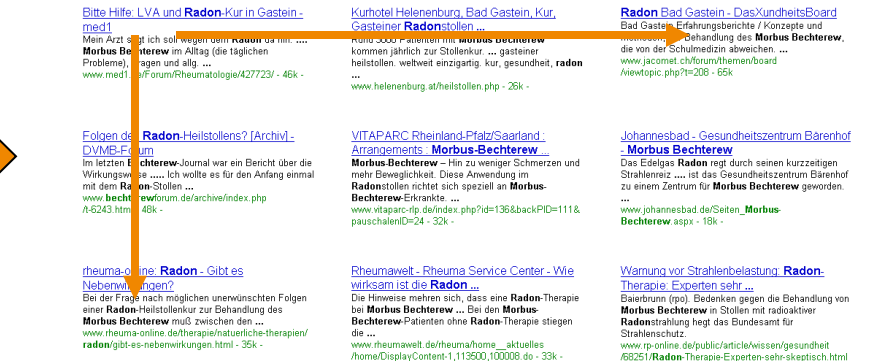 Bitte Hilfe: LVA und Radon-Kur in Gastein -
med1
Mein Arzt sagt ich soll wegen dem Radon da hin. ....
Morbus Bechterew im Alltag (die täglichen
Probleme), Fragen und allg. ...
www.med1.de/Forum/Rheumatologie/427723/ - 46k -
Kurhotel Helenenburg, Bad Gastein, Kur,
Gasteiner Radonstollen ...
Rund 3000 Patienten mit Morbus Bechterew
kommen jährlich zur Stollenkur. ... gasteiner
heilstollen. weltweit einzigartig. kur, gesundheit, radon
...
www.helenenburg.at/heilstollen.php - 26k -
Radon Bad Gastein - DasXundheitsBoard
Bad Gastein Erfahrungsberichte / Konzepte und
Methoden, zur Behandlung des Morbus Bechterew,
die von der Schulmedizin abweichen. ...
www.jacomet.ch/forum/themen/board
/viewtopic.php?t=208 - 65k
Folgen des Radon-Heilstollens? [Archiv] -
DVMB-Forum
Im letzten Bechterew-Journal war ein Bericht über die
Wirkungsweise ..... Ich wollte es für den Anfang einmal
mit dem Radon-Stollen ...
www.bechterewforum.de/archive/index.php
/t-6243.html - 48k -
VITAPARC Rheinland-Pfalz/Saarland :
Arrangements : Morbus-Bechterew ...
Morbus-Bechterew – Hin zu weniger Schmerzen und
mehr Beweglichkeit. Diese Anwendung im
Radonstollen richtet sich speziell an Morbus-
Bechterew-Erkrankte. ...
www.vitaparc-rlp.de/index.php?id=136&backPID=111&
pauschalenID=24 - 32k -
Johannesbad - Gesundheitszentrum Bärenhof
- Morbus Bechterew
Das Edelgas Radon regt durch seinen kurzzeitigen
Strahlenreiz .... ist das Gesundheitszentrum Bärenhof
zu einem Zentrum für Morbus Bechterew geworden.
...
www.johannesbad.de/Seiten_Morbus-
Bechterew.aspx - 18k -
rheuma-online: Radon - Gibt es
Nebenwirkungen?
Bei der Frage nach möglichen unerwünschten Folgen
einer Radon-Heilstollenkur zur Behandlung des
Morbus Bechterew muß zwischen den ...
www.rheuma-online.de/therapie/natuerliche-therapien/
radon/gibt-es-nebenwirkungen.html - 35k -
Rheumawelt - Rheuma Service Center - Wie
wirksam ist die Radon ...
Die Hinweise mehren sich, dass eine Radon-Therapie
bei Morbus Bechterew ... Bei den Morbus-
Bechterew-Patienten ohne Radon-Therapie stiegen
die ...
www.rheumawelt.de/rheuma/home__aktuelles
/home/DisplayContent-1,113500,100008.do - 33k -
Warnung vor Strahlenbelastung: Radon-
Therapie: Experten sehr ...
Baierbrunn (rpo). Bedenken gegen die Behandlung von
Morbus Bechterew in Stollen mit radioaktiver
Radonstrahlung hegt das Bundesamt für
Strahlenschutz.
www.rp-online.de/public/article/wissen/gesundheit
/68251/Radon-Therapie-Experten-sehr-skeptisch.html